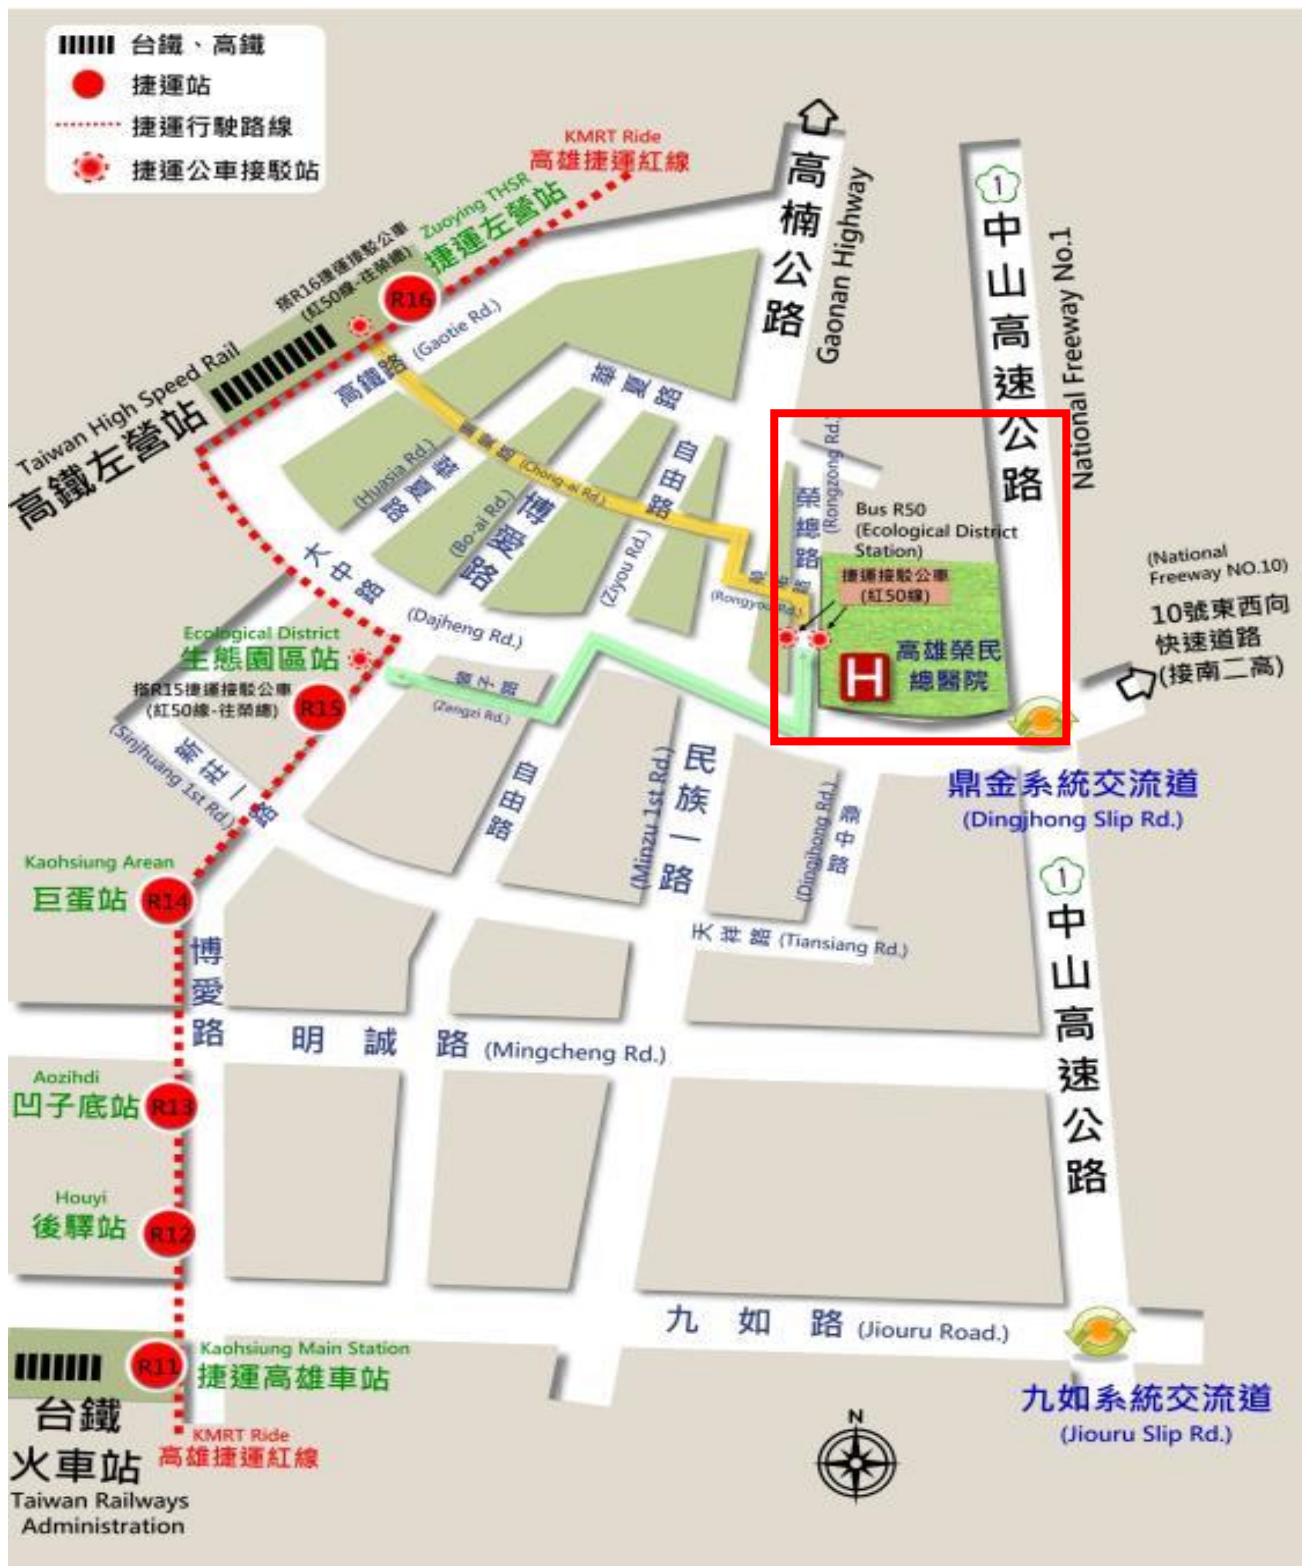 台鐵、高鐵
捷運站
捷運行駛路線
捷運公車接駁站
KMRT Ride
高雄捷運紅線
Zuoying THSR
捷運左營站
搭R16捷運接駁公車
(紅50線-往榮總)
R16
Taiwan High Speed Rail
高鐵左營站
高鐵路 (Gaotie Rd.)
高楠公路
Gaonan Highway
1
中山高速公路
National Freeway No.1
華夏路
(Huasia Rd.)
華夏路
(Bo-ai Rd.)
博愛路
(Chong-ai Rd.)
自由路
(Ziyou Rd.)
大中路
(Dajheng Rd.)
(Rongyou Rd.)
榮總路
(Rongzong Rd.)
Bus R50
(Ecological District
Station)
捷運接駁公車
(紅50線)
高雄榮民
總醫院
H
(National
Freeway NO.10)
10號東西向
快速道路
(接南二高)
Ecological District
生態園區站
搭R15捷運接駁公車
(紅50線-往榮總)
R15
(Zengzi Rd.)
新莊一路
(Sinjhuang 1st Rd.)
自由路
民族一路
(Minzu 1st Rd.)
(Dingjhong Rd.)
鼎中路
鼎金系統交流道
(Dingjhong Slip Rd.)
Kaohsiung Arean
巨蛋站
R14
天祥路 (Tiansiang Rd.)
1
中山高速公路
博愛路
明誠路 (Mingcheng Rd.)
Aozihdi
凹子底站
R13
Houyi
後驛站
R12
九如路 (Jiouru Road.)
R11
Kaohsiung Main Station
捷運高雄車站
台鐵
火車站
Taiwan Railways
Administration
KMRT Ride
高雄捷運紅線
九如系統交流道
(Jiouru Slip Rd.)
N